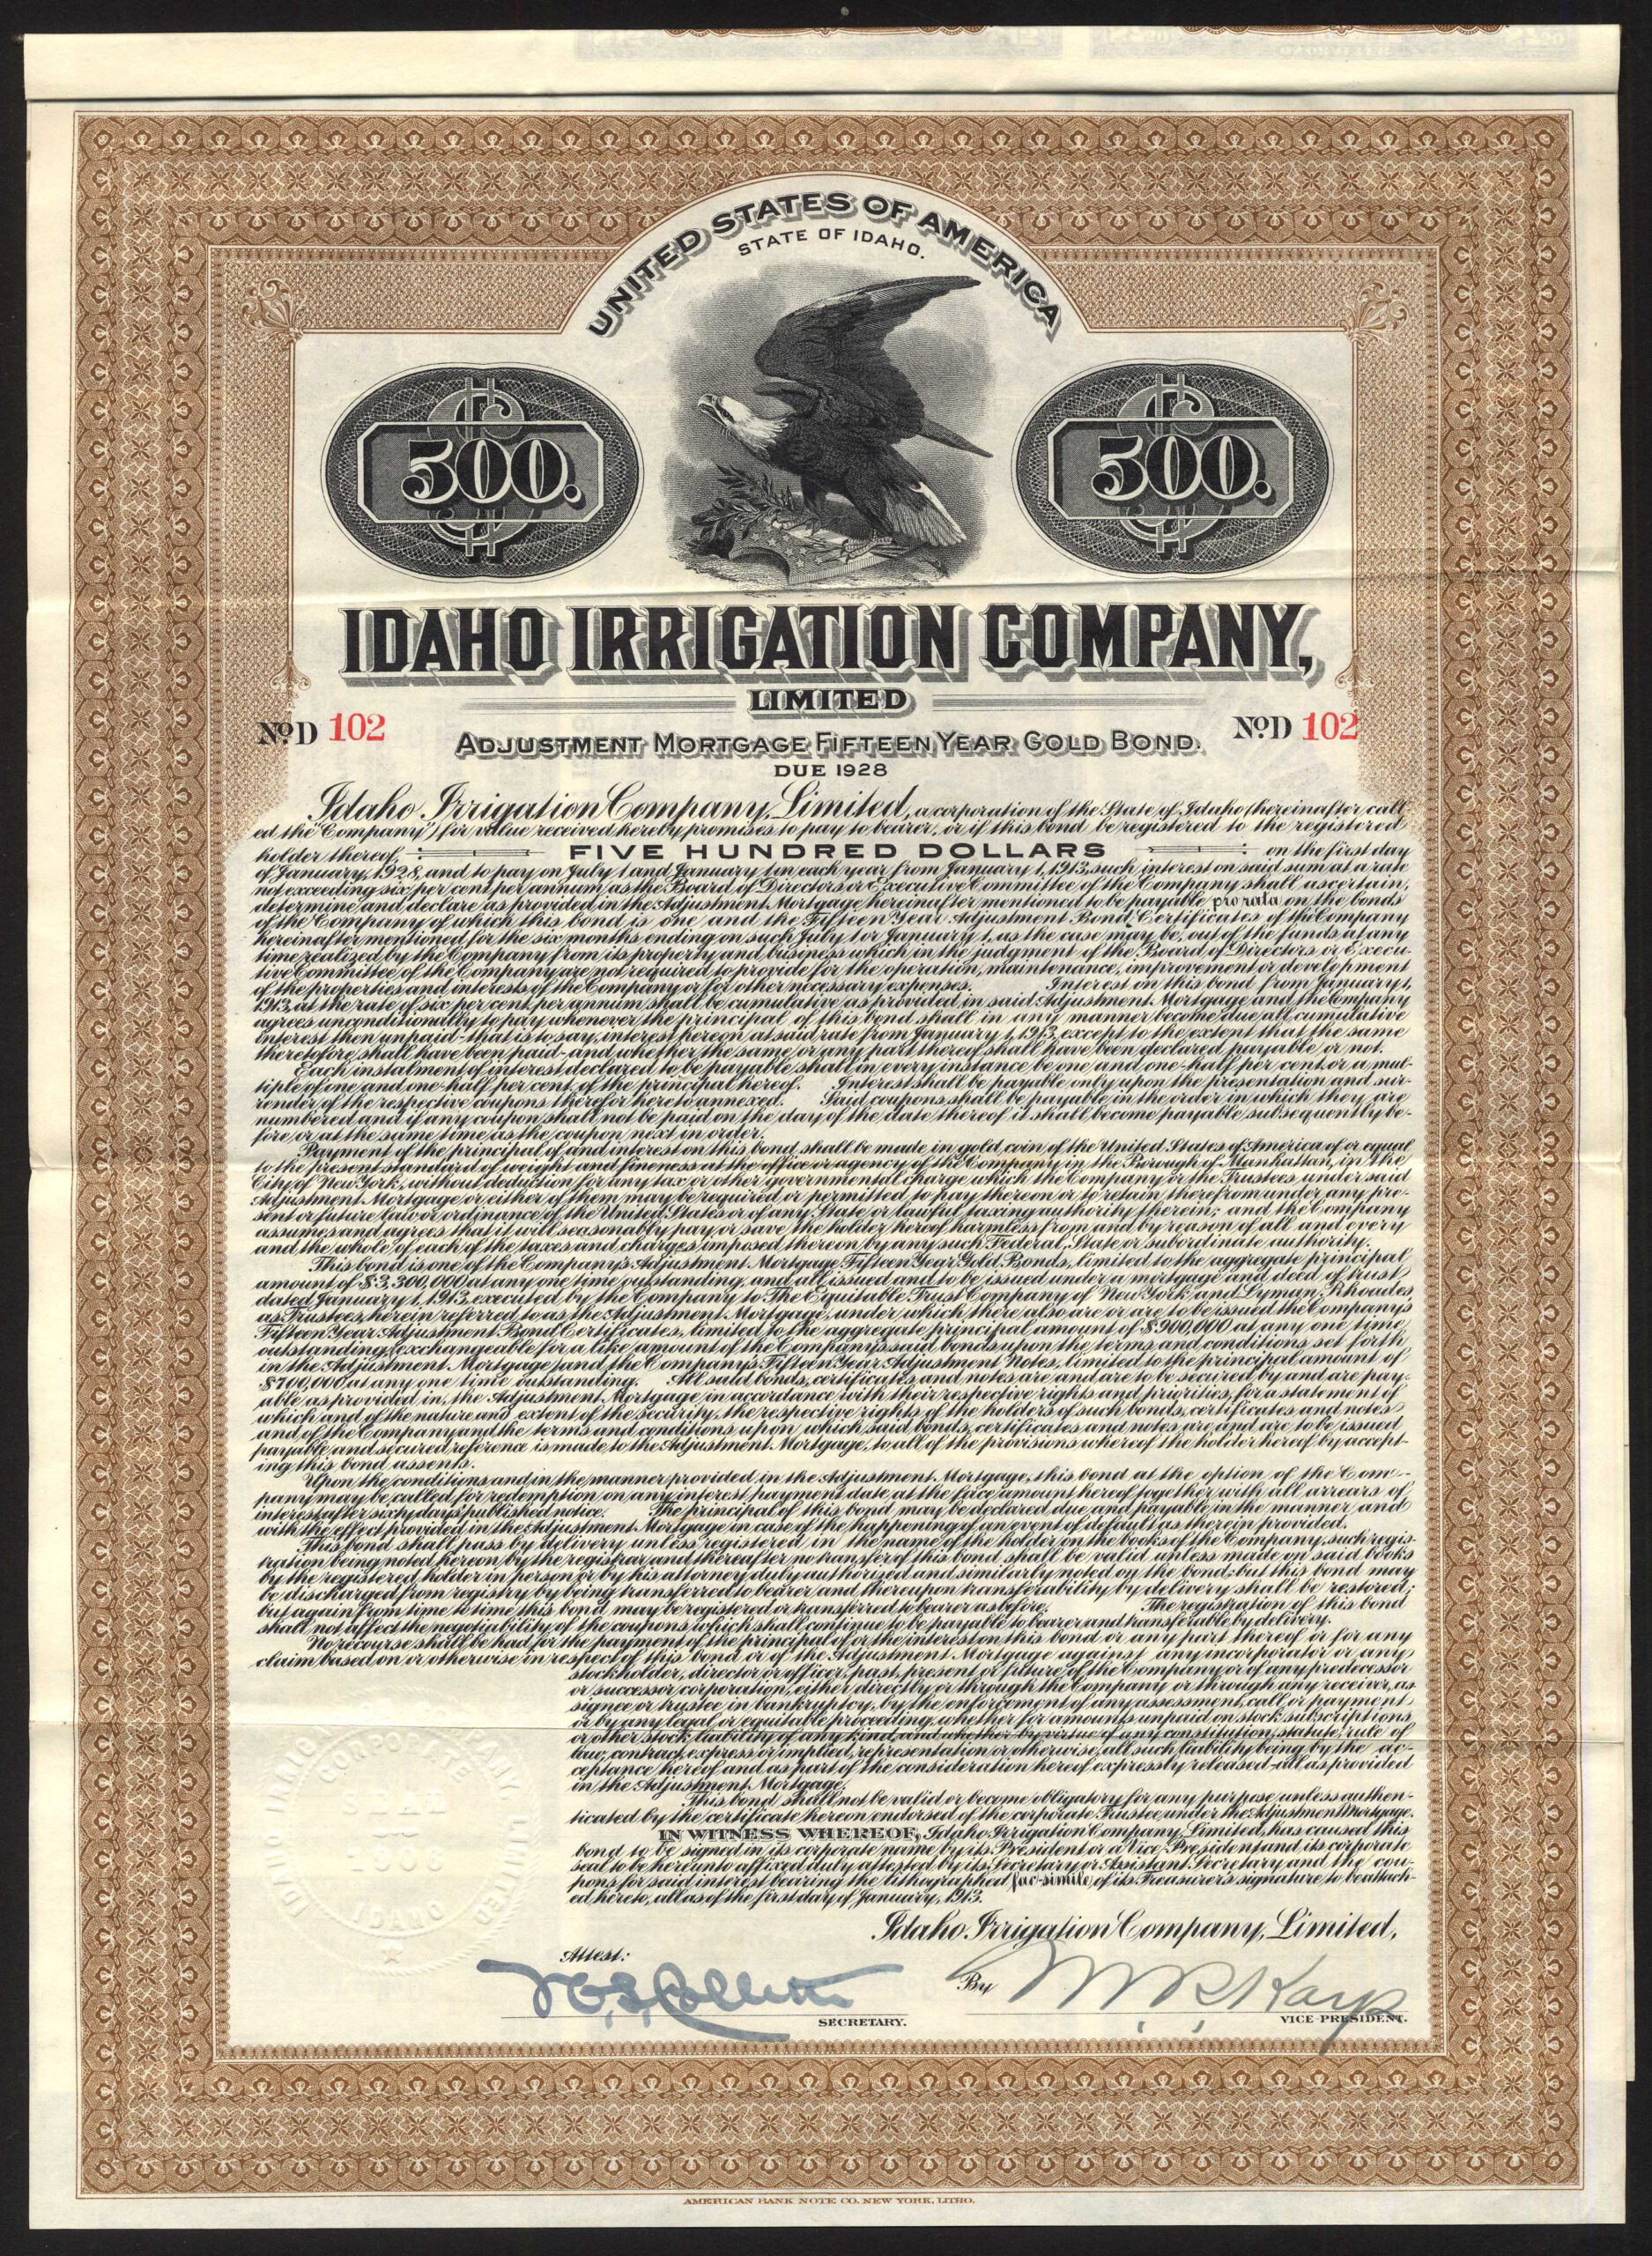 UNITED STATES OF AMERICA
STATE OF IDAHO.
500. 500.
IDAHO IRRIGATION COMPANY,
LIMITED
No. D 102 No. D 102
ADJUSTMENT MORTGAGE FIFTEEN YEAR GOLD BOND.
DUE 1928
Idaho Irrigation Company, Limited, a corporation of the State of Idaho (hereinafter call-
ed the "Company") for value received hereby promises to pay to bearer, or if this bond be registered to the registered
holder thereof, FIVE HUNDRED DOLLARS on the first day
of January, 1928, and to pay on July 1 and January 1 in each year from January 1, 1913, such interest on said sum at a rate
not exceeding six per cent per annum, as the Board of Directors or Executive Committee of the Company shall ascertain,
determine and declare as provided in the Adjustment Mortgage hereinafter mentioned to be payable pro rata on the bonds
of the Company of which this bond is one and the Fifteen Year Adjustment Bond Certificates of the Company
hereinafter mentioned for the six months ending on such July 1 or January 1, as the case may be, out of the funds at any
time realized by the Company from its property and business which in the judgment of the Board of Directors or Execu-
tive Committee of the Company are not required to provide for the operation, maintenance, improvement or development
of the properties and interests of the Company or for other necessary expenses. Interest on this bond from January 1,
1913, at the rate of six per cent. per annum shall be cumulative as provided in said Adjustment Mortgage and the Company
agrees unconditionally to pay whenever the principal of this bond shall in any manner become due all cumulative
interest then unpaid—that is to say, interest hereon at said rate from January 1, 1913, except to the extent that the same
theretofore shall have been paid—and whether the same or any part thereof shall have been declared payable or not.
Each instalment of interest declared to be payable shall in every instance be one and one-half per cent. or a mul-
tiple of one and one-half per cent. of the principal hereof. Interest shall be payable only upon the presentation and sur-
render of the respective coupons therefor hereto annexed. Said coupons shall be payable in the order in which they are
numbered and if any coupon shall not be paid on the day of the date thereof it shall become payable subsequently be-
fore or at the same time as the coupon next in order.
Payment of the principal of and interest on this bond shall be made in gold coin of the United States of America of or equal
to the present standard of weight and fineness at the office or agency of the Company in the Borough of Manhattan, in the
City of New York, without deduction for any tax or other governmental charge which the Company or the Trustees under said
Adjustment Mortgage or either of them may be required or permitted to pay thereon or to retain therefrom under any pre-
sent or future law or ordinance of the United States or of any State or lawful taxing authority therein; and the Company
assumes and agrees that it will seasonably pay or save the holder hereof harmless from and by reason of all and every
and the whole of each of the taxes and charges imposed thereon by any such Federal, State or subordinate authority.
This bond is one of the Company's Adjustment Mortgage Fifteen Year Gold Bonds, limited to the aggregate principal
amount of $3,300,000 at any one time outstanding, and all issued and to be issued under a mortgage and deed of trust
dated January 1, 1913, executed by the Company to The Equitable Trust Company of New York and Lyman Rhoades
as Trustees, herein referred to as the Adjustment Mortgage, under which there also are or are to be issued the Company's
Fifteen Year Adjustment Bond Certificates, limited to the aggregate principal amount of $900,000 at any one time
outstanding (exchangeable for a like amount of the Company's said bonds upon the terms and conditions set forth
in the Adjustment Mortgage) and the Company's Fifteen Year Adjustment Notes, limited to the principal amount of
$700,000 at any one time outstanding. All said bonds, certificates and notes are and are to be secured by and are pay-
able as provided in, the Adjustment Mortgage in accordance with their respective rights and priorities, for a statement of
which and of the nature and extent of the security, the respective rights of the holders of such bonds, certificates and notes
and of the Company and the terms and conditions upon which said bonds, certificates and notes are and are to be issued,
payable and secured reference is made to the Adjustment Mortgage, to all of the provisions whereof the holder hereof by accept-
ing this bond assents.
Upon the conditions and in the manner provided in the Adjustment Mortgage, this bond at the option of the Com-
pany may be called for redemption on any interest payment date at the face amount hereof together with all arrears of
interest after sixty days' published notice. The principal of this bond may be declared due and payable in the manner and
with the effect provided in the Adjustment Mortgage in case of the happening of an event of default as therein provided.
This bond shall pass by delivery unless registered in the name of the holder on the books of the Company, such regis-
tration being noted hereon by the registrar and thereafter no transfer of this bond shall be valid unless made on said books
by the registered holder in person or by his attorney duly authorised and similarly noted on the bond; but this bond may
be discharged from registry by being transferred to bearer and thereupon transferability by delivery shall be restored;
but again from time to time this bond may be registered or transferred to bearer as before. The registration of this bond
shall not affect the negotiability of the coupons which shall continue to be payable to bearer and transferable by delivery.
No recourse shall be had for the payment of the principal of or the interest on this bond or any part thereof or for any
claim based on or otherwise in respect of this bond or of the Adjustment Mortgage against any incorporator or any
stockholder, director or officer, past, present or future of the Company or of any predecessor
or successor corporation, either directly or through the Company or through any receiver, as-
signee or trustee in bankruptcy, by the enforcement of any assessment, call or payment
or by any legal or equitable proceeding, whether for amounts unpaid on stock subscriptions
or other stock liability of any kind, and whether by virtue of any constitution, statute, rule of
law, contract, express or implied, representation or otherwise, all such liability being by the ac-
ceptance hereof and as part of the consideration hereof expressly released all as provided
in the Adjustment Mortgage.
This bond shall not be valid or become obligatory for any purpose unless authen-
ticated by the certificate hereon endorsed of the corporate Trustee under the Adjustment Mortgage.
IN WITNESS WHEREOF, Idaho Irrigation Company, Limited, has caused this
bond to be signed in its corporate name by its President or a Vice-President and its corporate
seal to be hereunto affixed duly attested by its Secretary or Assistant Secretary and the cou-
pons for said interest bearing the lithographed fac-simile of its Treasurer's signature to be attach-
ed hereto, all as of the first day of January, 1913.
Idaho Irrigation Company, Limited,
Attest:
By
SECRETARY.
VICE-PRESIDENT.
IDAHO
AMERICAN BANK NOTE CO. NEW YORK, LITHO.